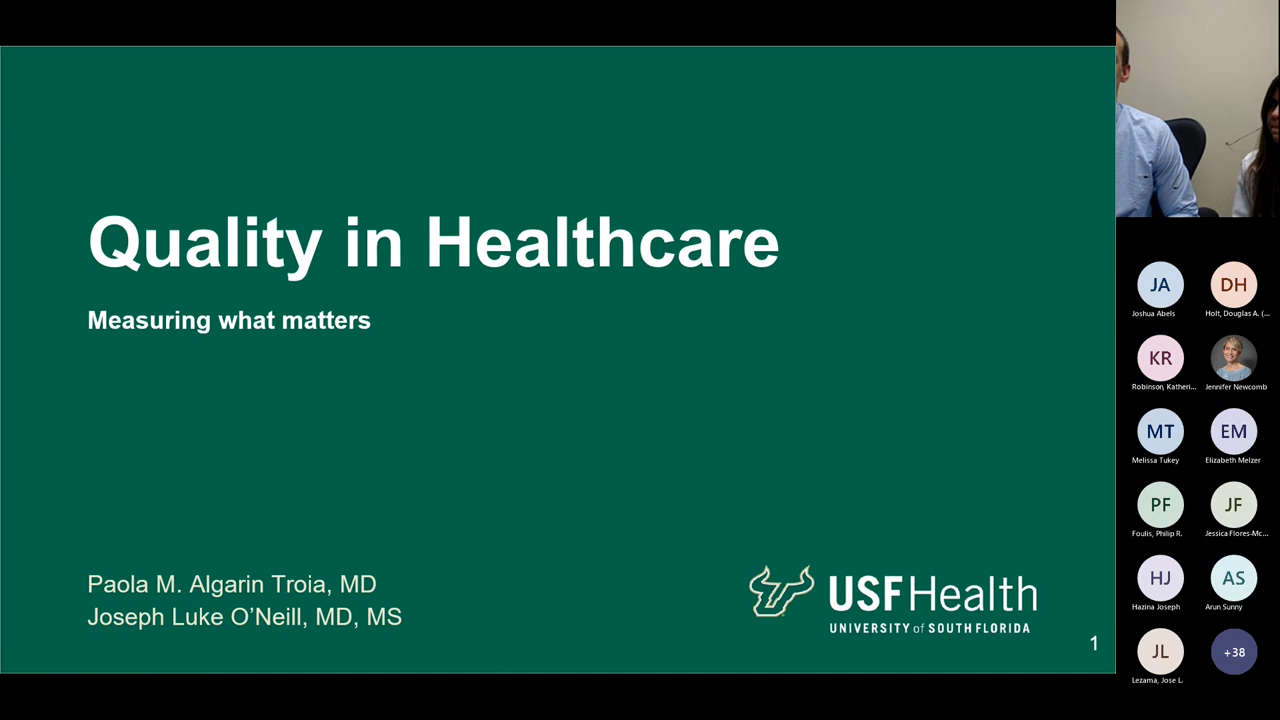 Quality in Healthcare
Measuring what matters
Paola M. Algarin Troia, MD
Joseph Luke O’Neill, MD, MS
USFHealth
UNIVERSITY of SOUTH FLORIDA
1
JA
Joshua Abels
DH
Holt, Douglas A. (...
KR
Robinson, Katheri...
Jennifer Newcomb
MT
Melissa Tukey
EM
Elizabeth Melzer
PF
Foulis, Philip R.
JF
Jessica Flores-Mc...
HJ
Hazina Joseph
AS
Arun Sunny
JL
Lezama, Jose L.
+38